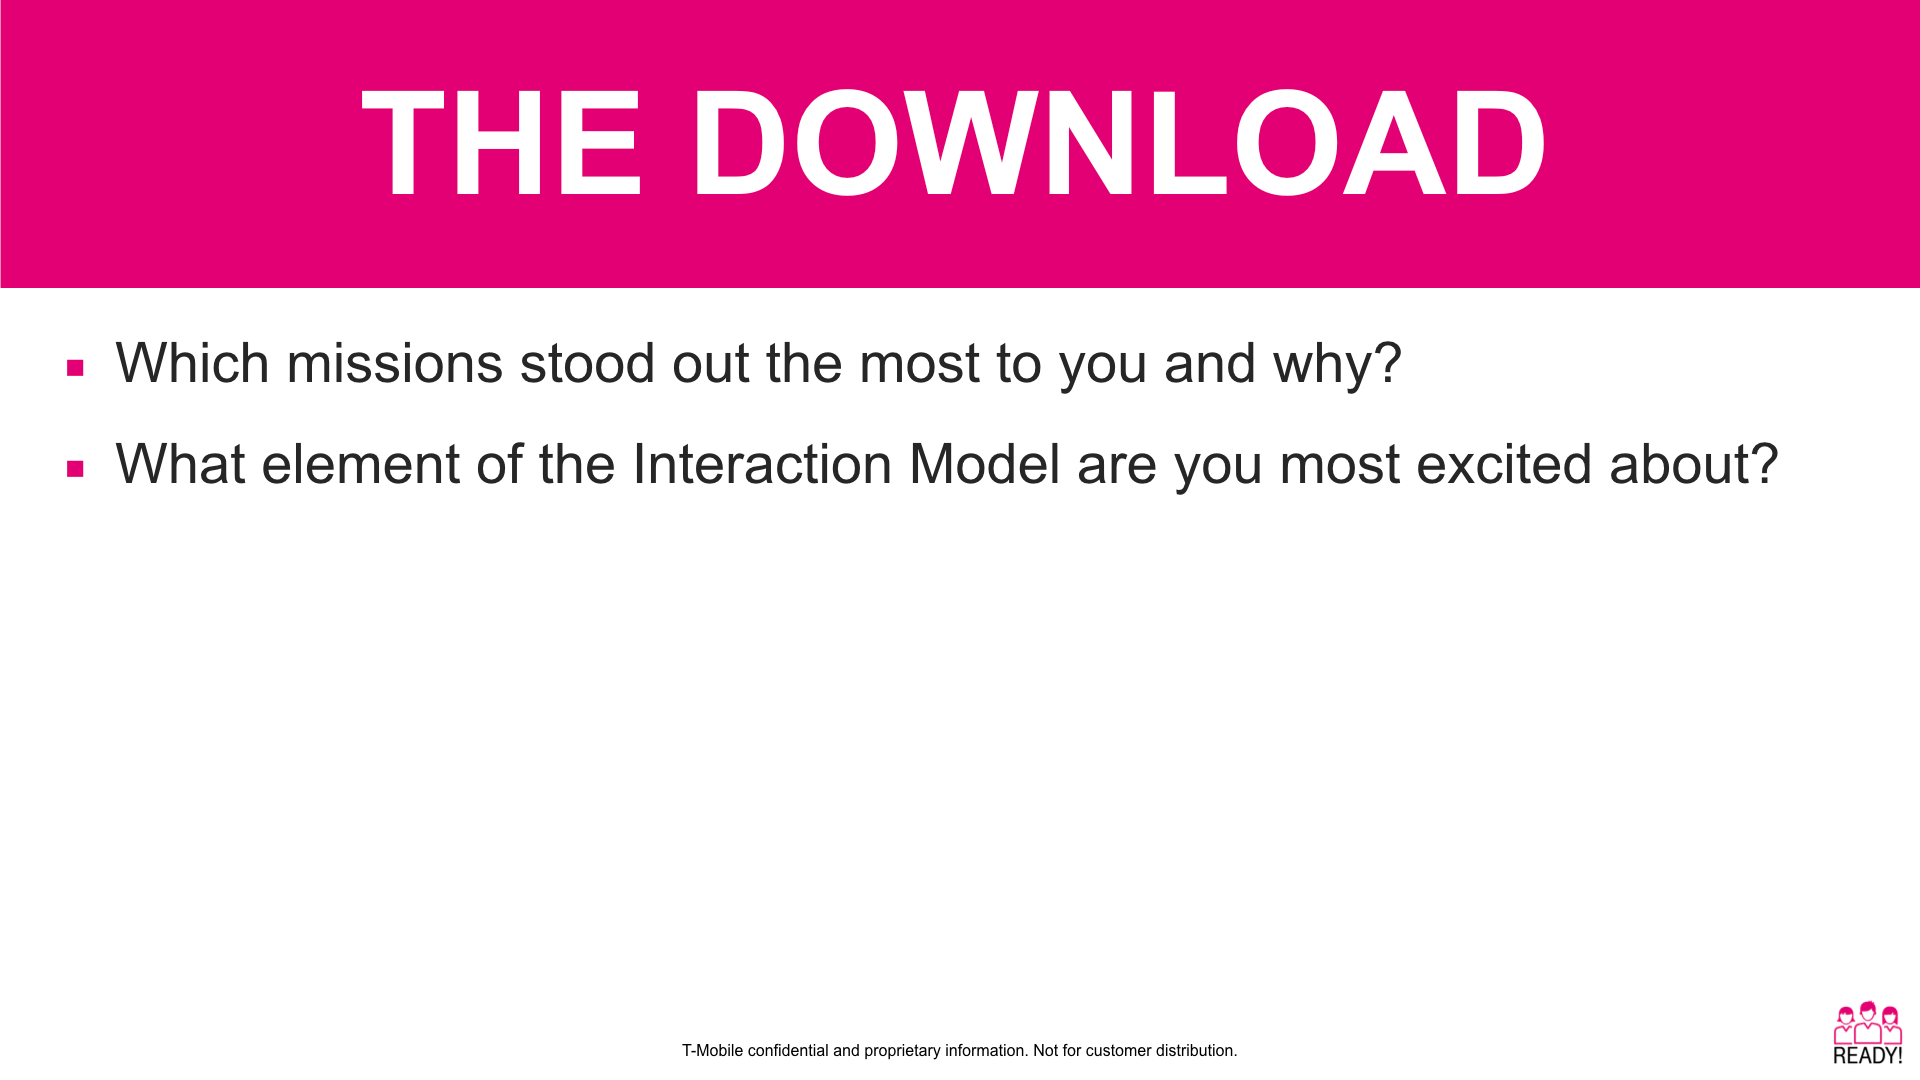 THE DOWNLOAD
Which missions stood out the most to you and why?
What element of the Interaction Model are you most excited about?
T-Mobile confidential and proprietary information. Not for customer distribution.
READY!